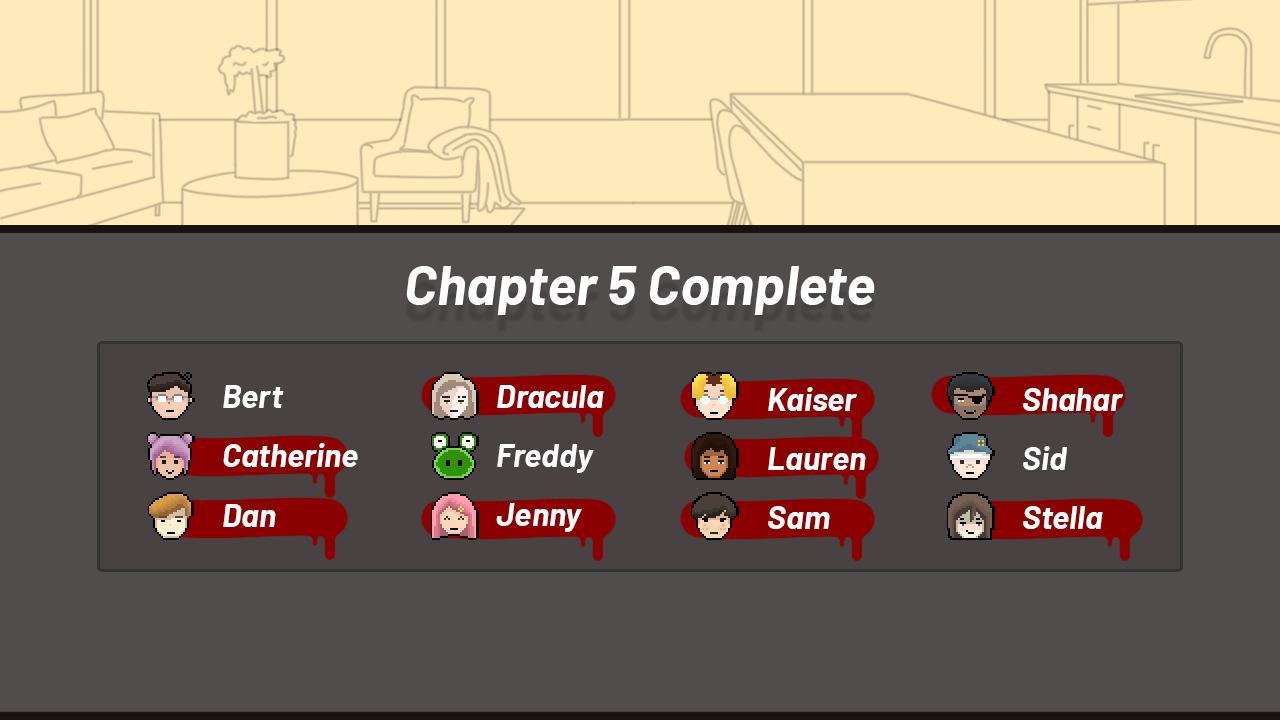 Chapter 5 Complete
Bert
Dracula
Kaiser
Shahar
Catherine
Freddy
Lauren
Sid
Dan
Jenny
Sam
Stella